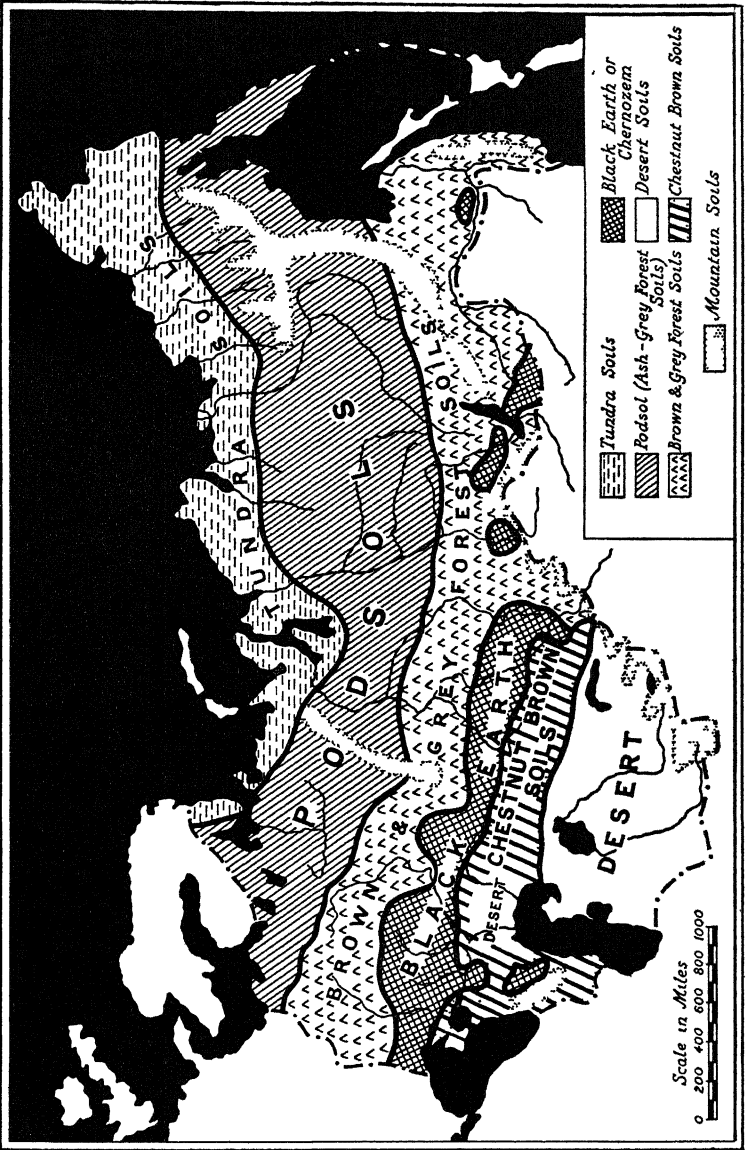 TUNDRA SOILS
PODSOLS
BROWN & GREY FOREST SOILS
BLACK EARTH
CHESTNUT BROWN
SOILS
DESERT
DESERT
Scale in Miles
0 200 400 600 800 1000
Tundra Soils
Podsol (Ash-Grey Forest
Soils)
Brown & Grey Forest Soils
Black Earth or
Chernozem
Desert Soils
Chestnut Brown Soils
Mountain Soils